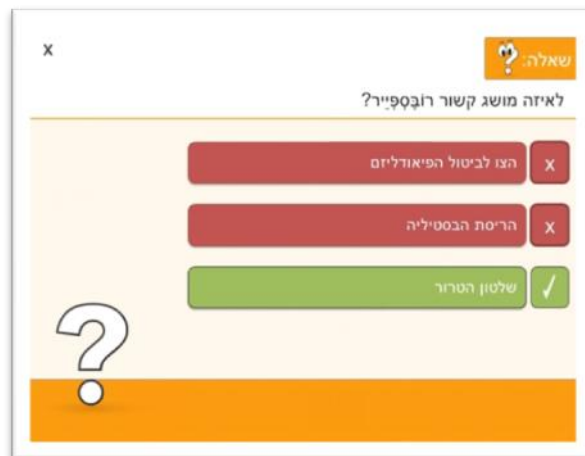 x
שאלה:
לאיזה מושג קשור רוֹבֶּסְפְּיֵיר?
x הצו לביטול הפיאודליזם
x הריסת הבסטיליה
✓ שלטון הטרור
?